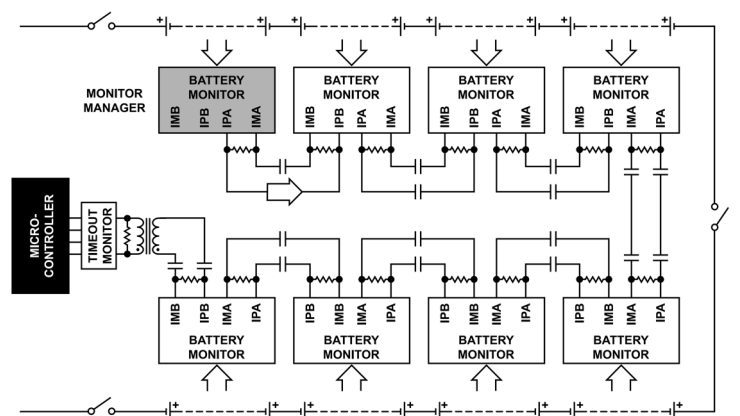 MONITOR
MANAGER
BATTERY
MONITOR
IMB IPB IPA IMA
BATTERY
MONITOR
IMB IPB IPA IMA
BATTERY
MONITOR
IMB IPB IPA IMA
BATTERY
MONITOR
IMB IPB IMA IPA
MICRO-
CONTROLLER
TIMEOUT
MONITOR
IMB IPB IMA IPA
BATTERY
MONITOR
IPB IMB IMA IPA
BATTERY
MONITOR
IPB IMB IMA IPA
BATTERY
MONITOR
IPB IMB IMA IPA
BATTERY
MONITOR